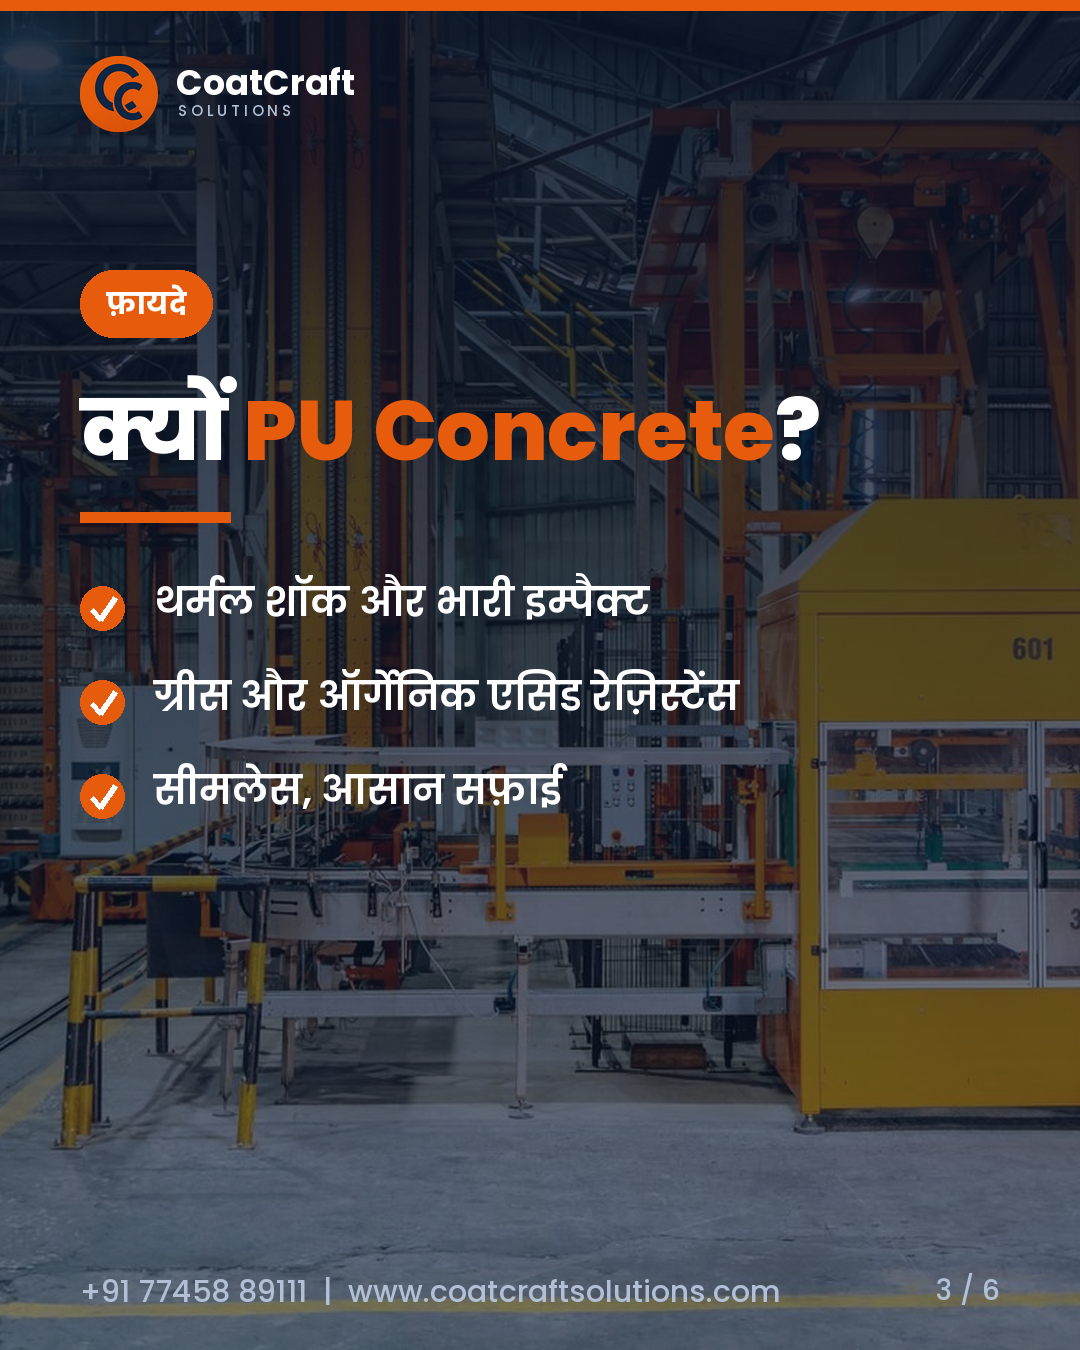 CoatCraft
SOLUTIONS
फ़ायदे
क्यों PU Concrete?
थर्मल शॉक और भारी इम्पैक्ट
ग्रीस और ऑर्गेनिक एसिड रेज़िस्टेंस
सीमलेस, आसान सफ़ाई
601
+91 77458 89111 | www.coatcraftsolutions.com
3 / 6